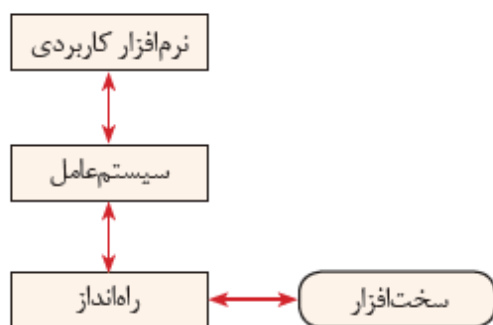 نرم‌افزار کاربردی
سیستم‌عامل
راه‌انداز
سخت‌افزار